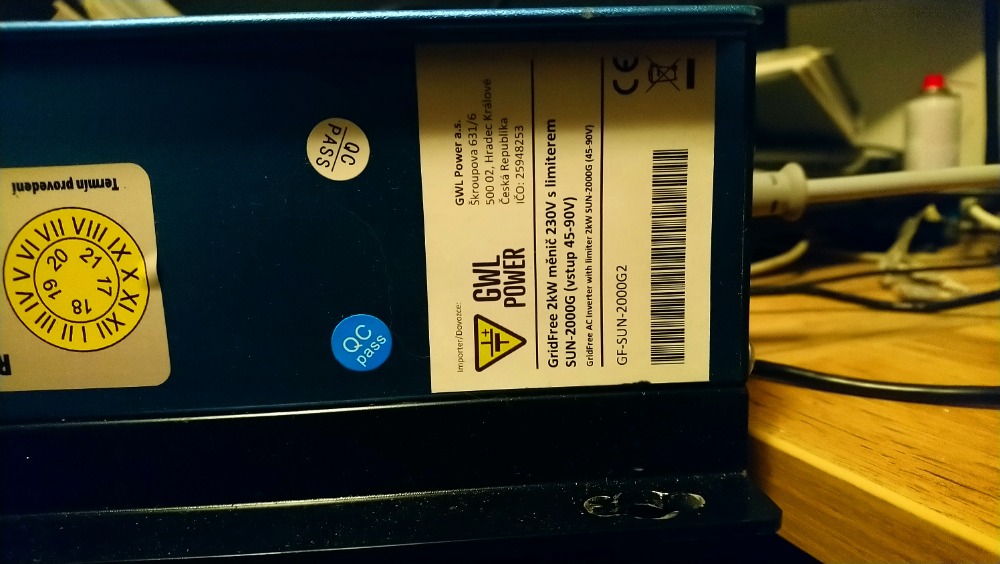 Termín provedení
I II III IV V VI VII VIII IX X XI XII
17 18 19 20 21
QC
PASS
QC
pass
Importer/Dovozce:
GWL
POWER
GWL Power a.s.
Škroupova 631/6
500 02, Hradec Králové
Česká Republika
IČO: 25948253
GridFree 2kW měnič 230V s limiterem
SUN-2000G (vstup 45-90V)
GridFree AC Inverter with limiter 2kW SUN-2000G (45-90V)
GF-SUN-2000G2
CE